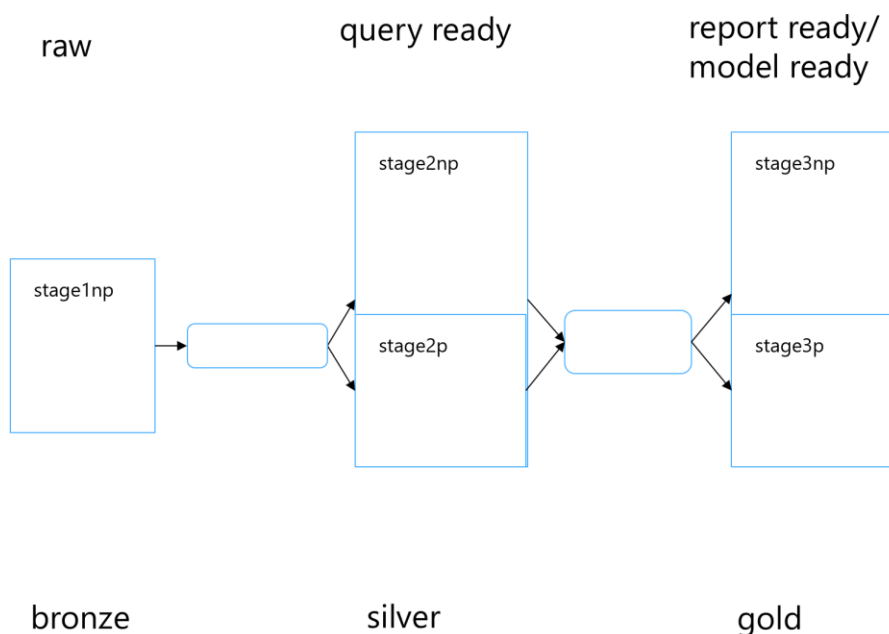 raw
query ready
report ready/
model ready
stage2np
stage3np
stage1np
stage2p
stage3p
bronze
silver
gold